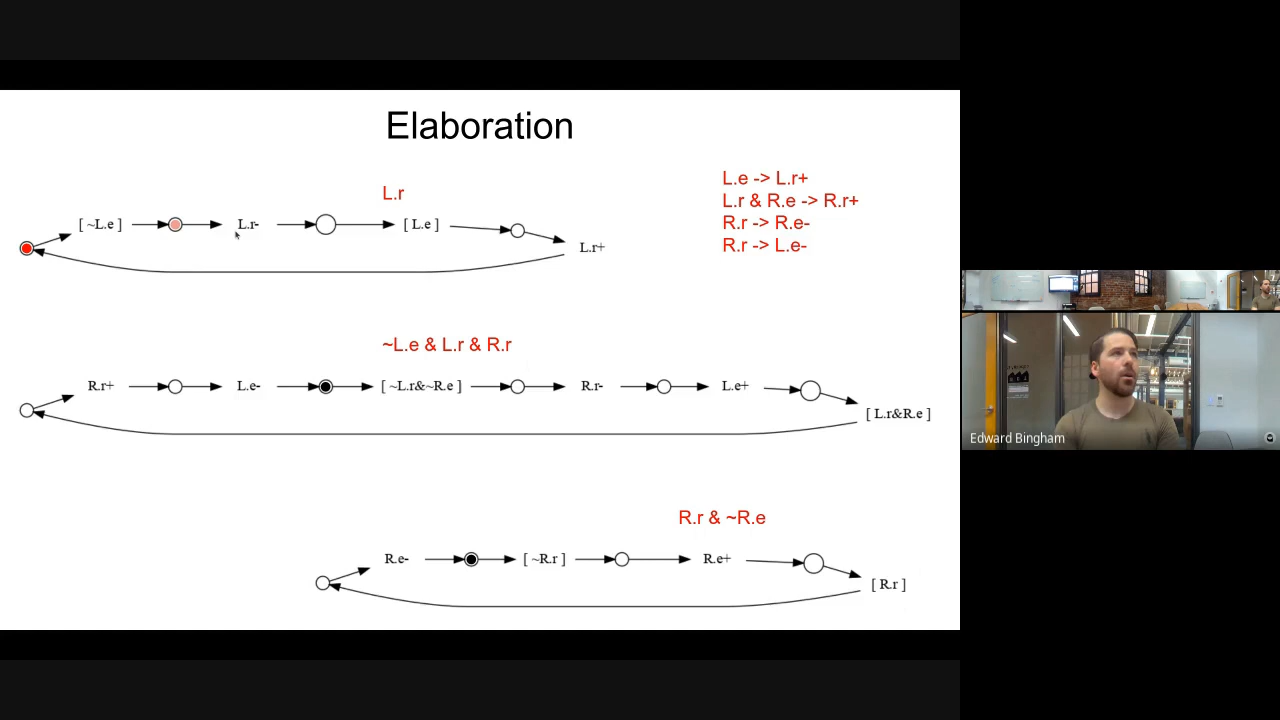 Elaboration
L.r
L.e -> L.r+
L.r & R.e -> R.r+
R.r -> R.e-
R.r -> L.e-
[ ~L.e ]
L.r-
[ L.e ]
L.r+
~L.e & L.r & R.r
R.r+
L.e-
[ ~L.r&~R.e ]
R.r-
L.e+
[ L.r&R.e ]
R.r & ~R.e
R.e-
[ ~R.r ]
R.e+
[ R.r ]
Edward Bingham